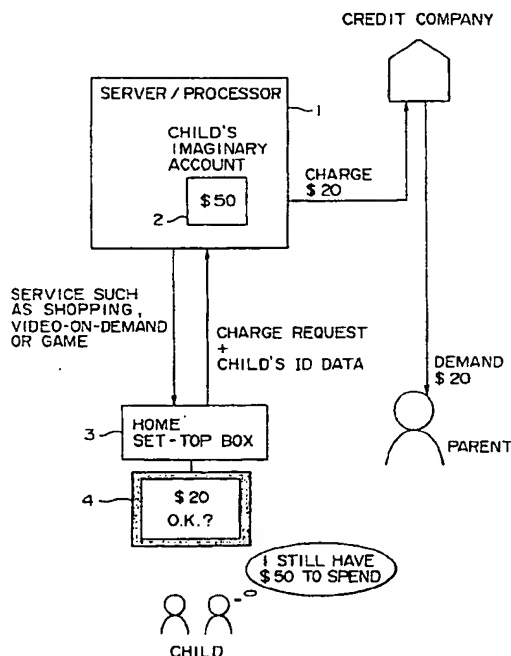 CREDIT COMPANY
SERVER / PROCESSOR
1
CHILD'S
IMAGINARY
ACCOUNT
$50
2
CHARGE
$20
SERVICE SUCH
AS SHOPPING,
VIDEO-ON-DEMAND
OR GAME
CHARGE REQUEST
+
CHILD'S ID DATA
DEMAND
$20
PARENT
3
HOME
SET-TOP BOX
4
$20
O.K.?
I STILL HAVE
$50 TO SPEND
CHILD